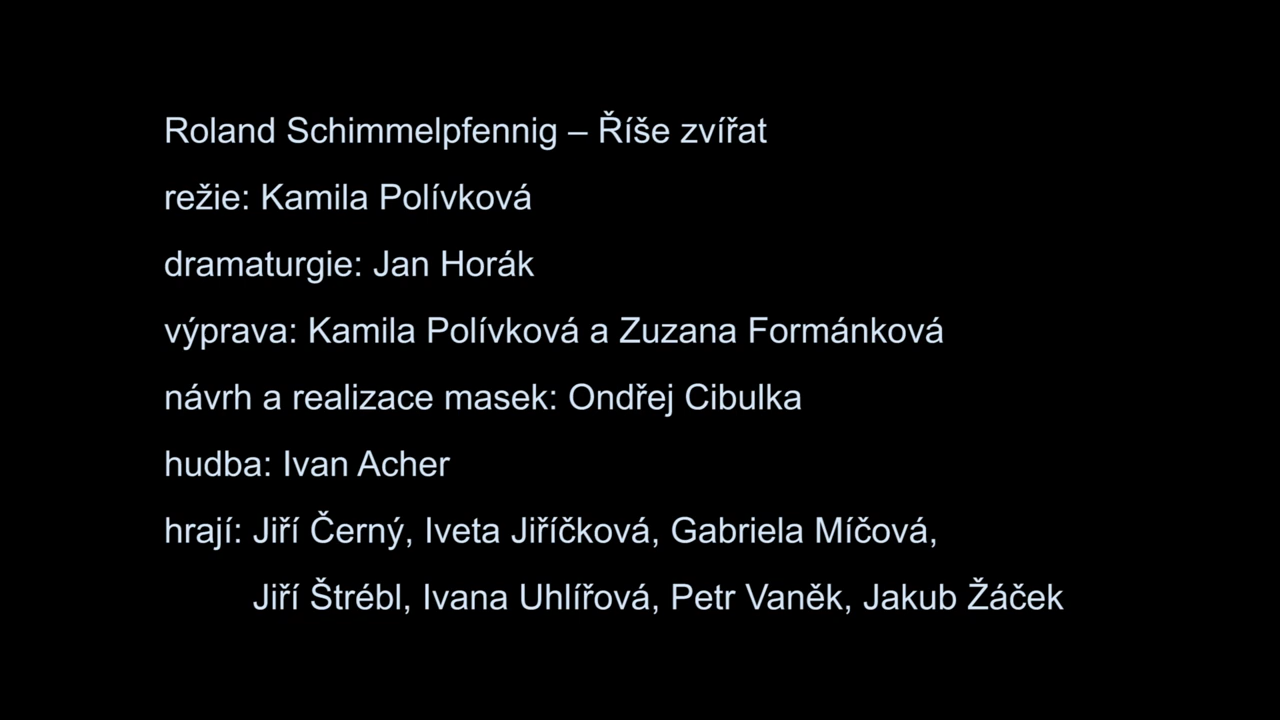 Roland Schimmelpfennig – Říše zvířat
režie: Kamila Polívková
dramaturgie: Jan Horák
výprava: Kamila Polívková a Zuzana Formánková
návrh a realizace masek: Ondřej Cibulka
hudba: Ivan Acher
hrají: Jiří Černý, Iveta Jiříčková, Gabriela Míčová,
Jiří Štrébl, Ivana Uhlířová, Petr Vaněk, Jakub Žáček